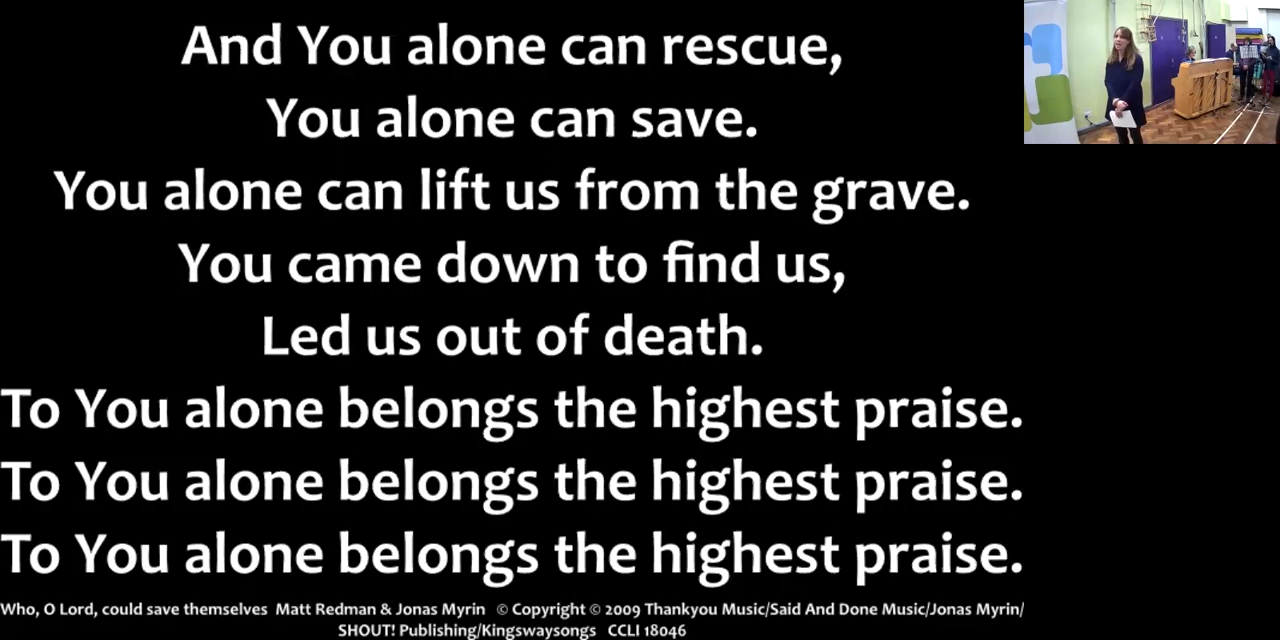 And You alone can rescue,
You alone can save.
You alone can lift us from the grave.
You came down to find us,
Led us out of death.
To You alone belongs the highest praise.
To You alone belongs the highest praise.
To You alone belongs the highest praise.
Who, O Lord, could save themselves Matt Redman & Jonas Myrin © Copyright © 2009 Thankyou Music/Said And Done Music/Jonas Myrin/
SHOUT! Publishing/Kingswaysongs CCLI 18046